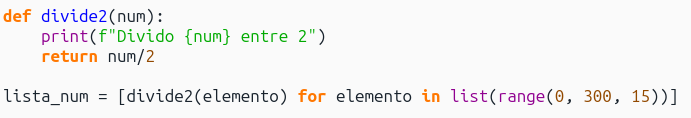 def divide2(num):
    print(f"Divido {num} entre 2")
    return num/2

lista_num = [divide2(elemento) for elemento in list(range(0, 300, 15))]